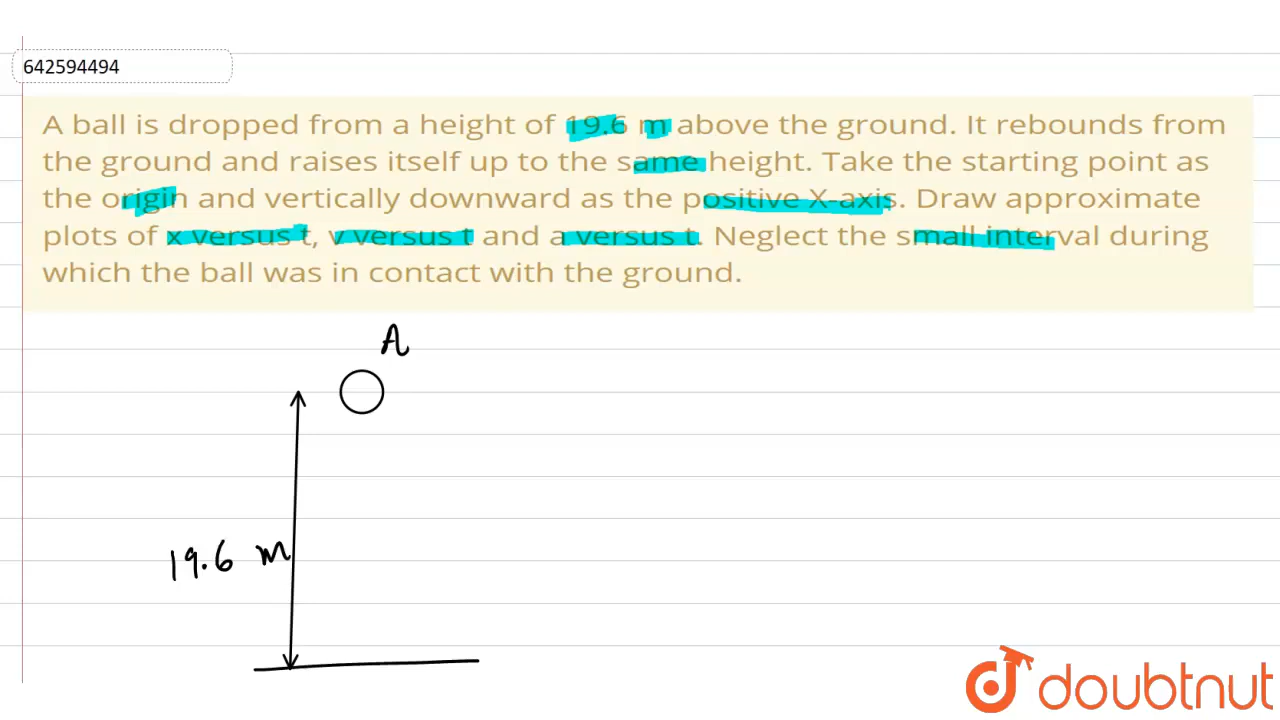 642594494
A ball is dropped from a height of 19.6 m above the ground. It rebounds from
the ground and raises itself up to the same height. Take the starting point as
the origin and vertically downward as the positive X-axis. Draw approximate
plots of x versus t, v versus t and a versus t. Neglect the small interval during
which the ball was in contact with the ground.
A
19.6 m
doubtnut